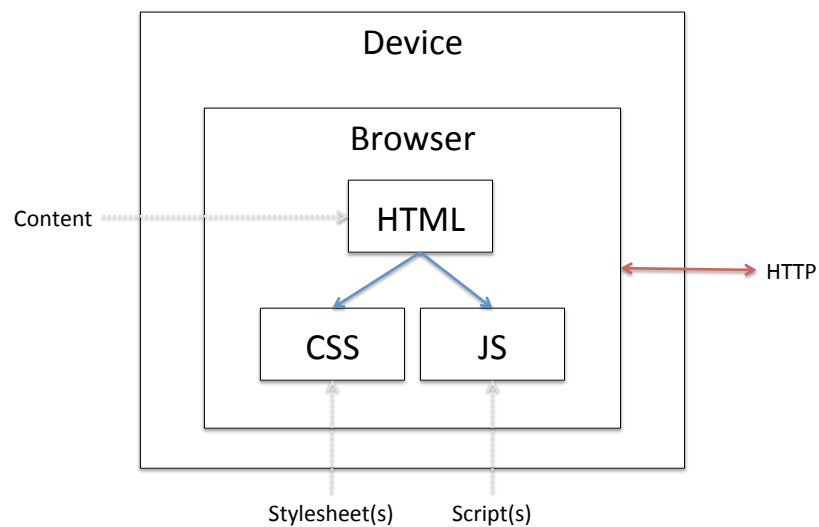 Device
Browser
HTML
Content
HTTP
CSS
JS
Stylesheet(s)
Script(s)